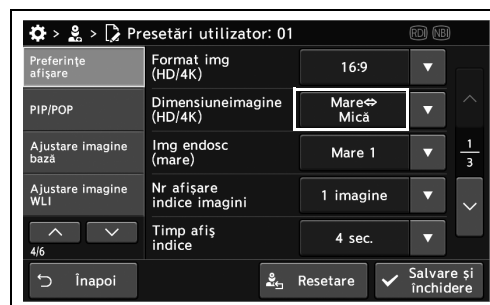 > > Presetări utilizator: 01 RDI NBI
Preferințe
afișare
PIP/POP
Ajustare imagine
bază
Ajustare imagine
WLI
4/6
Format img
(HD/4K)
16:9
Dimensiuneimagine
(HD/4K)
Mare⇔
Mică
Img endosc
(mare)
Mare 1
Nr afișare
indice imagini
1 imagine
Timp afiș
indice
4 sec.
1
3
Înapoi
Resetare
Salvare și
închidere